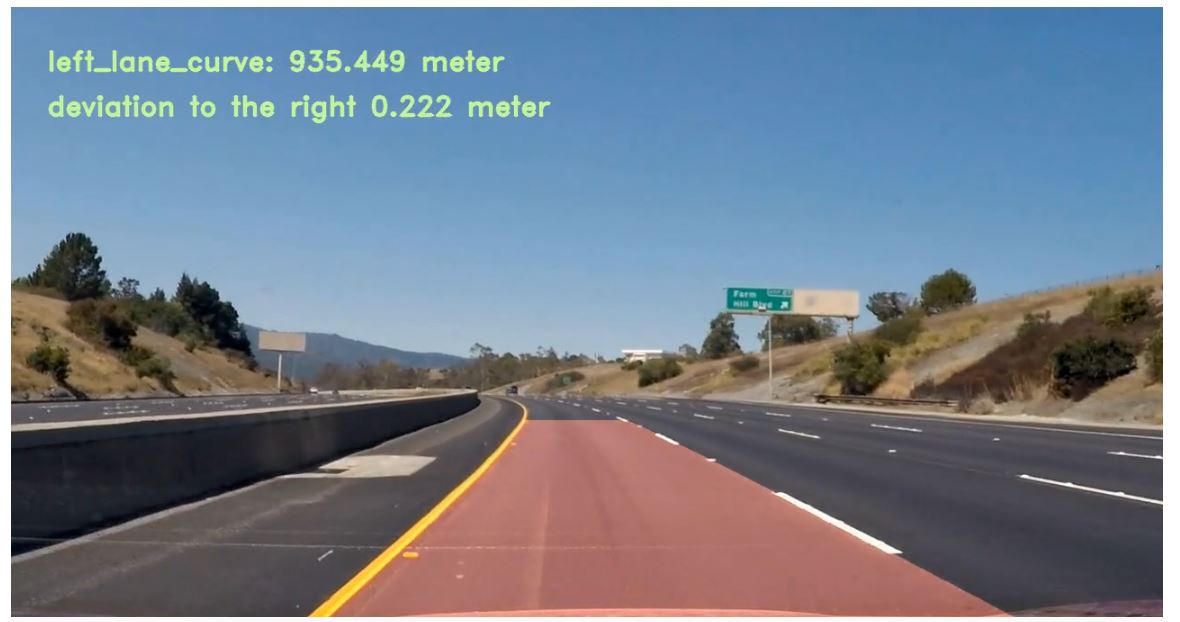 left_lane_curve: 935.449 meter
deviation to the right 0.222 meter
Farm
Hill Blvd